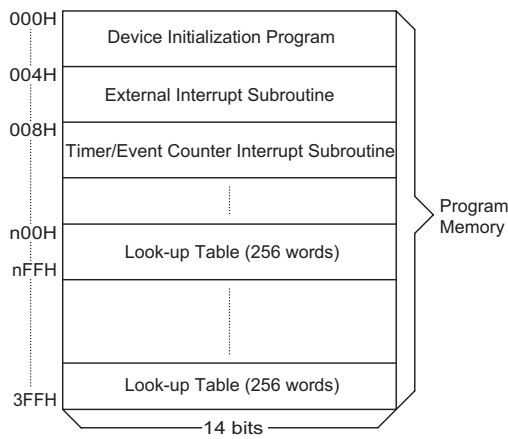 000H
Device Initialization Program
004H
External Interrupt Subroutine
008H
Timer/Event Counter Interrupt Subroutine
n00H
Look-up Table (256 words)
nFFH
Program
Memory
Look-up Table (256 words)
3FFH
14 bits